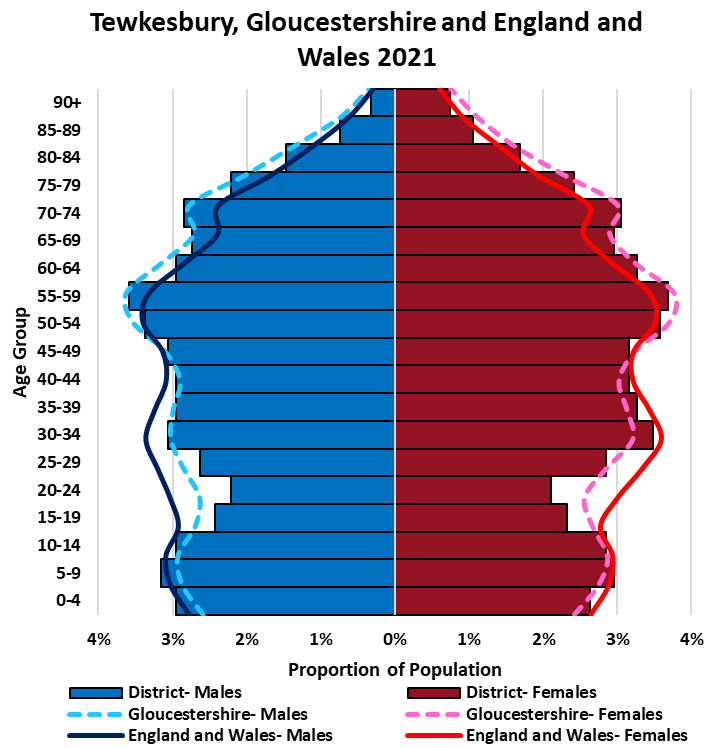 Tewkesbury, Gloucestershire and England and
Wales 2021
Age Group
90+
85-89
80-84
75-79
70-74
65-69
60-64
55-59
50-54
45-49
40-44
35-39
30-34
25-29
20-24
15-19
10-14
5-9
0-4
4% 3% 2% 1% 0% 1% 2% 3% 4%
Proportion of Population
District- Males District- Females
Gloucestershire- Males Gloucestershire- Females
England and Wales- Males England and Wales- Females